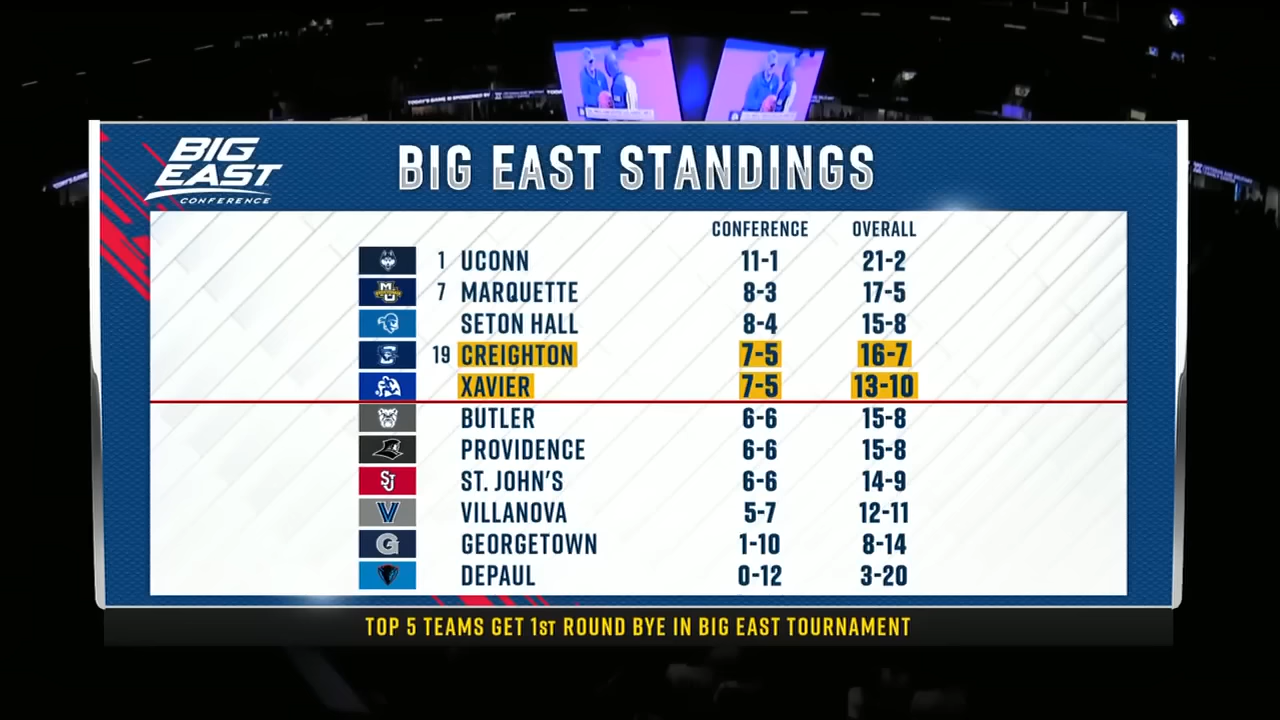 BIG EAST CONFERENCE
BIG EAST STANDINGS
CONFERENCE OVERALL
1 UCONN 11-1 21-2
7 MARQUETTE 8-3 17-5
SETON HALL 8-4 15-8
19 CREIGHTON 7-5 16-7
XAVIER 7-5 13-10
BUTLER 6-6 15-8
PROVIDENCE 6-6 15-8
SJ ST. JOHN'S 6-6 14-9
V VILLANOVA 5-7 12-11
G GEORGETOWN 1-10 8-14
DEPAUL 0-12 3-20
TOP 5 TEAMS GET 1ST ROUND BYE IN BIG EAST TOURNAMENT